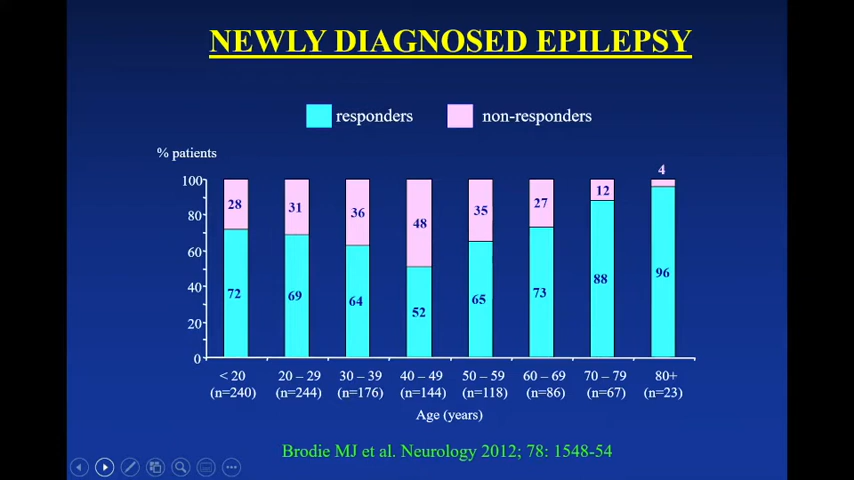 NEWLY DIAGNOSED EPILEPSY
responders non-responders
% patients
4
100
28 31 36 48 35 27 12
80
60
72 69 64 52 65 73 88 96
40
20
0
< 20 20 – 29 30 – 39 40 – 49 50 – 59 60 – 69 70 – 79 80+
(n=240) (n=244) (n=176) (n=144) (n=118) (n=86) (n=67) (n=23)
Age (years)
Brodie MJ et al. Neurology 2012; 78: 1548-54